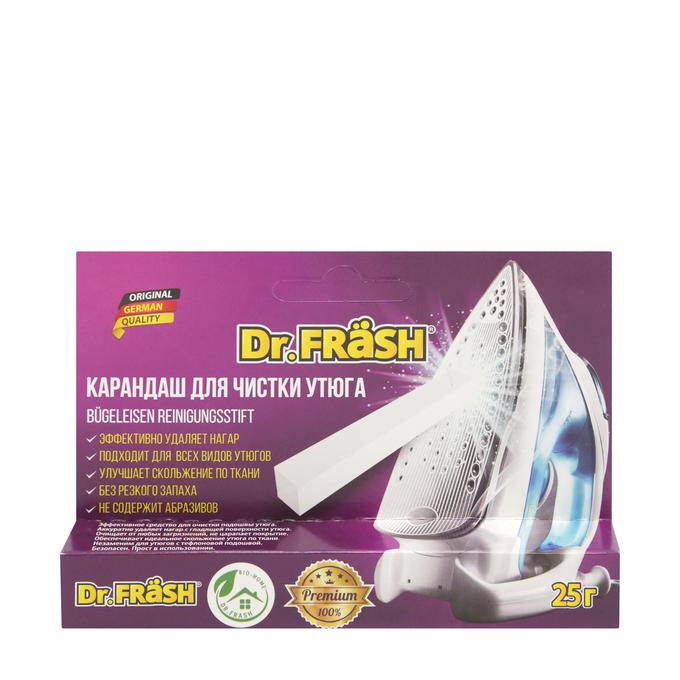 ORIGINAL
GERMAN
QUALITY
Dr.FRÄSH®
КАРАНДАШ ДЛЯ ЧИСТКИ УТЮГА
BÜGELEISEN REINIGUNGSSTIFT
✓ ЭФФЕКТИВНО УДАЛЯЕТ НАГАР
✓ ПОДХОДИТ ДЛЯ ВСЕХ ВИДОВ УТЮГОВ
✓ УЛУЧШАЕТ СКОЛЬЖЕНИЕ ПО ТКАНИ
✓ БЕЗ РЕЗКОГО ЗАПАХА
✓ НЕ СОДЕРЖИТ АБРАЗИВОВ
Эффективное средство для очистки подошвы утюга.
Аккуратно удаляет нагар с гладящей поверхности утюга.
Очищает от любых загрязнений, не царапает покрытие.
Обеспечивает идеальное скольжение утюга по ткани.
Незаменим для утюгов с тефлоновой подошвой.
Безопасен. Прост в использовании.
Dr.FRÄSH®
BIO-HOME
DR.FRASH
Premium
100%
25г